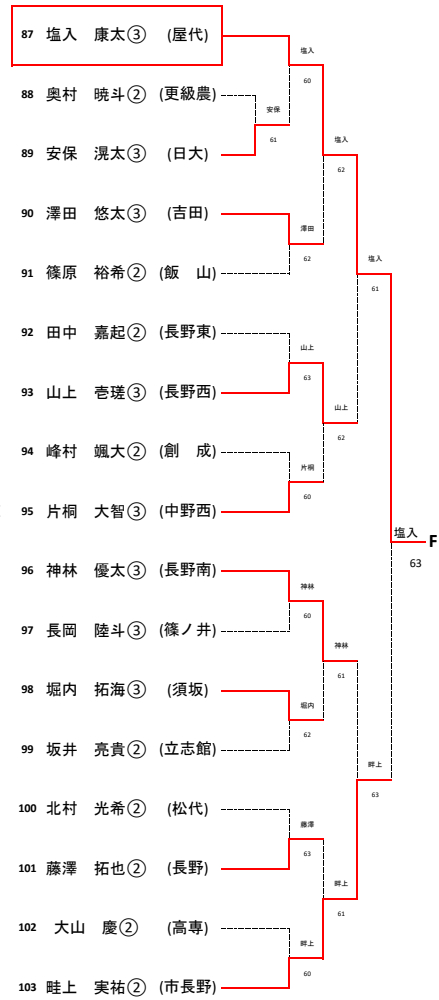 87 塩入 康太③ (屋代)
塩入
60
88 奥村 暁斗② (更級農)
安保
61
89 安保 滉太③ (日大)
塩入
62
90 澤田 悠太③ (吉田)
澤田
62
91 篠原 裕希② (飯 山)
塩入
61
92 田中 嘉起② (長野東)
山上
63
93 山上 壱瑳③ (長野西)
山上
62
94 峰村 颯大② (創 成)
片桐
60
95 片桐 大智③ (中野西)
塩入
F
63
96 神林 優太③ (長野南)
神林
60
97 長岡 陸斗③ (篠ノ井)
神林
61
98 堀内 拓海③ (須坂)
堀内
62
99 坂井 亮貴② (立志館)
畔上
63
100 北村 光希② (松代)
藤澤
63
101 藤澤 拓也② (長野)
畔上
61
102 大山 慶② (高専)
畔上
60
103 畦上 実祐② (市長野)